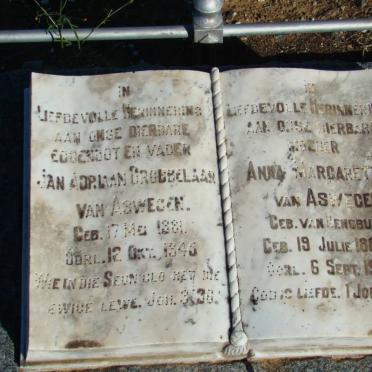 IN
LIEFDEVOLLE HERINNERING
AAN ONSE DIERBARE
EGGENOOT EN VADER
JAN ADRIAAN GROBBELAAR
VAN ASWEGEN.
GEB. 17 MEI 1881.
OORL. 12 OKT. 1946
WIE IN DIE SEUN GLO HET DIE
EWIGE LEWE. JOH. 3:36.
IN
LIEFDEVOLLE HERINNERING
AAN ONSE DIERBARE
MOEDER
ANNA MARGARET
VAN ASWEGEN
GEB. VAN
GEB. 19 JULIE 18
OORL. 6 SEPT. 19
GOD IS LIEFDE. 1 JOH